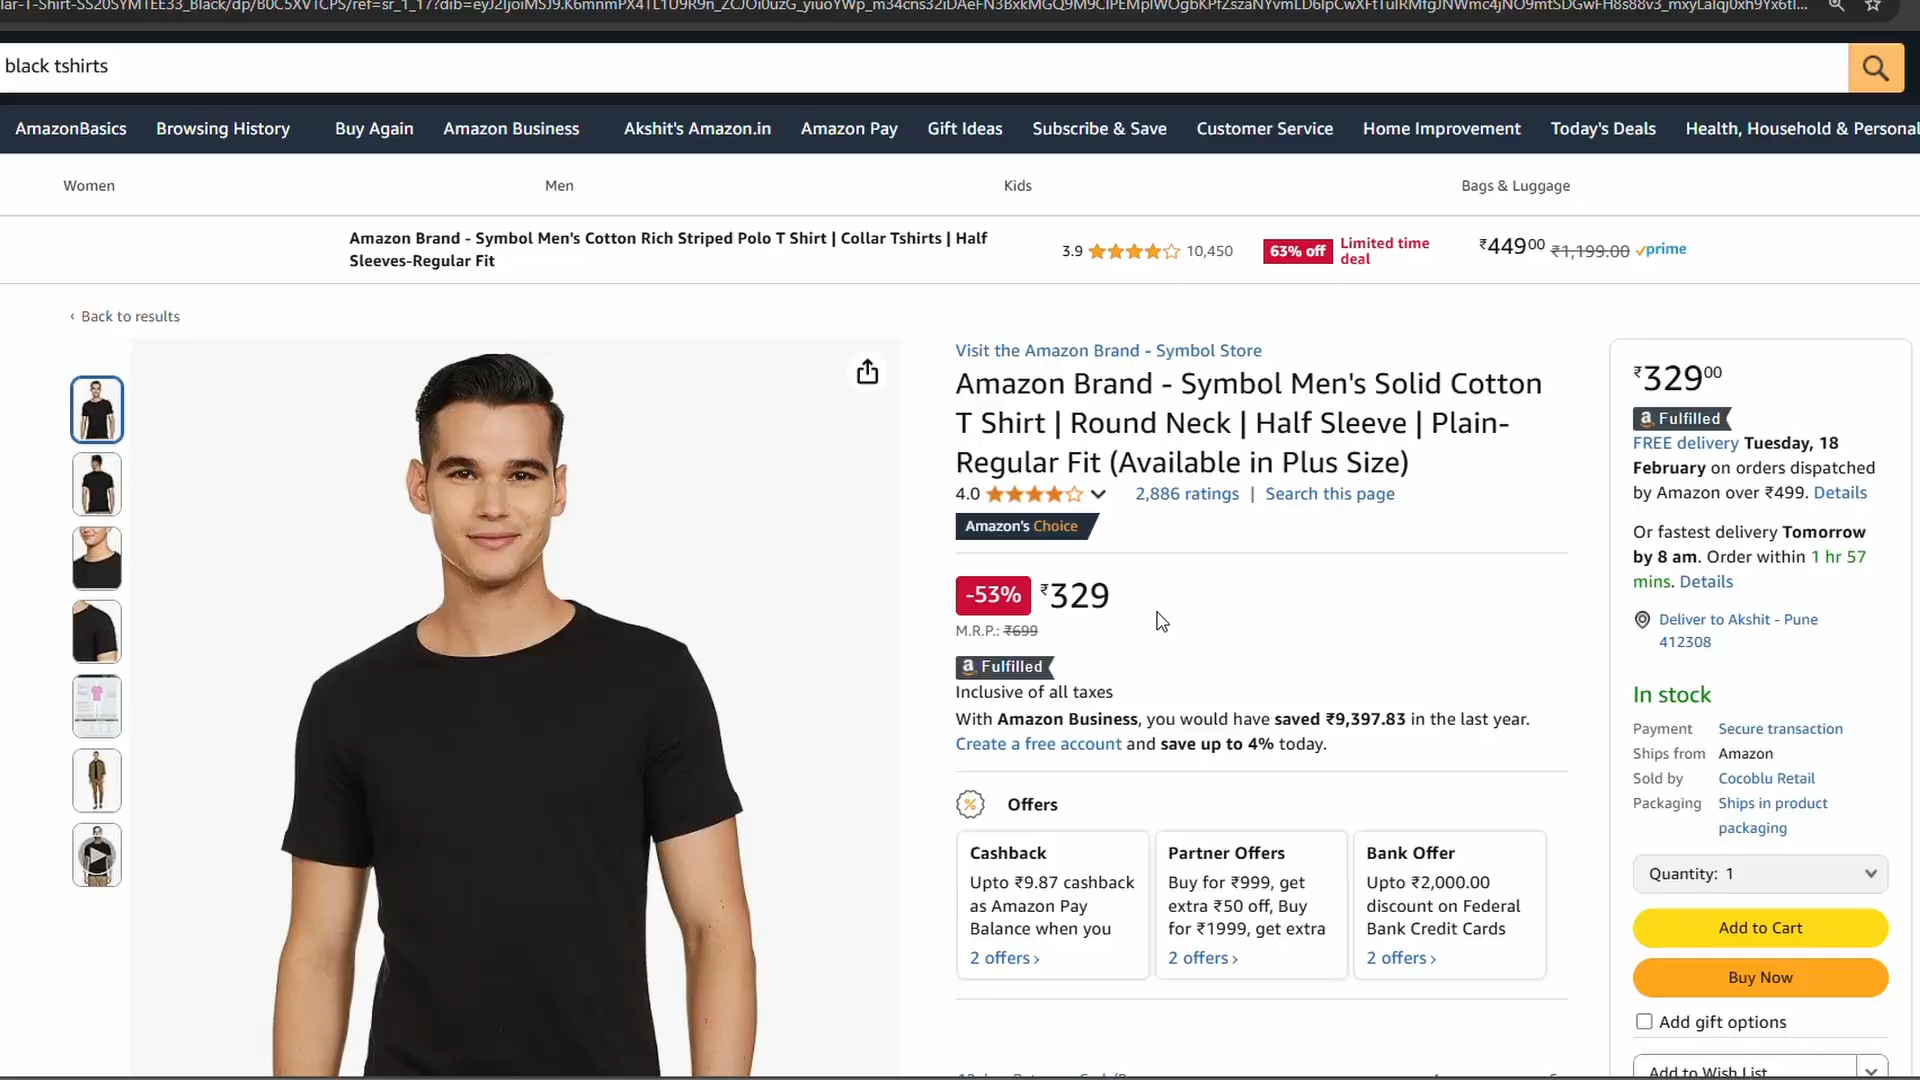 black tshirts
AmazonBasics Browsing History Buy Again Amazon Business Akshit's Amazon.in Amazon Pay Gift Ideas Subscribe & Save Customer Service Home Improvement Today's Deals Health, Household & Personal
Women Men Kids Bags & Luggage
Amazon Brand - Symbol Men's Cotton Rich Striped Polo T Shirt | Collar Tshirts | Half
Sleeves-Regular Fit
3.9 10,450
63% off
Limited time
deal
₹449⁰⁰ ₹1,199.00 prime
‹ Back to results
Visit the Amazon Brand - Symbol Store
Amazon Brand - Symbol Men's Solid Cotton
T Shirt | Round Neck | Half Sleeve | Plain-
Regular Fit (Available in Plus Size)
4.0 2,886 ratings | Search this page
Amazon's Choice
-53% ₹329
M.R.P.: ₹699
a Fulfilled
Inclusive of all taxes
With Amazon Business, you would have saved ₹9,397.83 in the last year.
Create a free account and save up to 4% today.
Offers
Cashback
Upto ₹9.87 cashback
as Amazon Pay
Balance when you
2 offers ›
Partner Offers
Buy for ₹999, get
extra ₹50 off, Buy
for ₹1999, get extra
2 offers ›
Bank Offer
Upto ₹2,000.00
discount on Federal
Bank Credit Cards
2 offers ›
₹329⁰⁰
a Fulfilled
FREE delivery Tuesday, 18
February on orders dispatched
by Amazon over ₹499. Details
Or fastest delivery Tomorrow
by 8 am. Order within 1 hr 57
mins. Details
Deliver to Akshit - Pune
412308
In stock
Payment Secure transaction
Ships from Amazon
Sold by Cocoblu Retail
Packaging Ships in product
packaging
Quantity: 1
Add to Cart
Buy Now
Add gift options
Add to Wish List